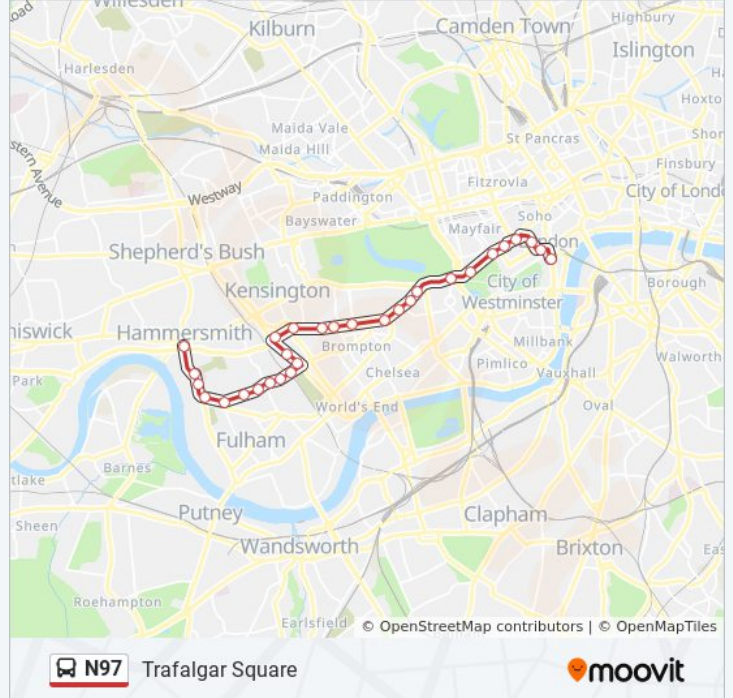 Willesden
Kilburn
Camden Town
Highbury
Islington
Harlesden
Hoxto
Maida Vale
Maida Hill
St Pancras
Shor
Finsbury
stern Avenue
Westway
Paddington
Fitzrovia
City of Londo
Bayswater
Soho
Mayfair
London
Shepherd's Bush
Kensington
City of
Westminster
Borough
hiswick
Hammersmith
Brompton
Millbank
Walworth
Park
Chelsea
Pimlico
Vauxhall
World's End
Oval
Fulham
Barnes
tlake
Putney
Clapham
Sheen
Wandsworth
Brixton
Eas
Roehampton
Earlsfield
© OpenStreetMap contributors | © OpenMapTiles
N97 Trafalgar Square
moovit